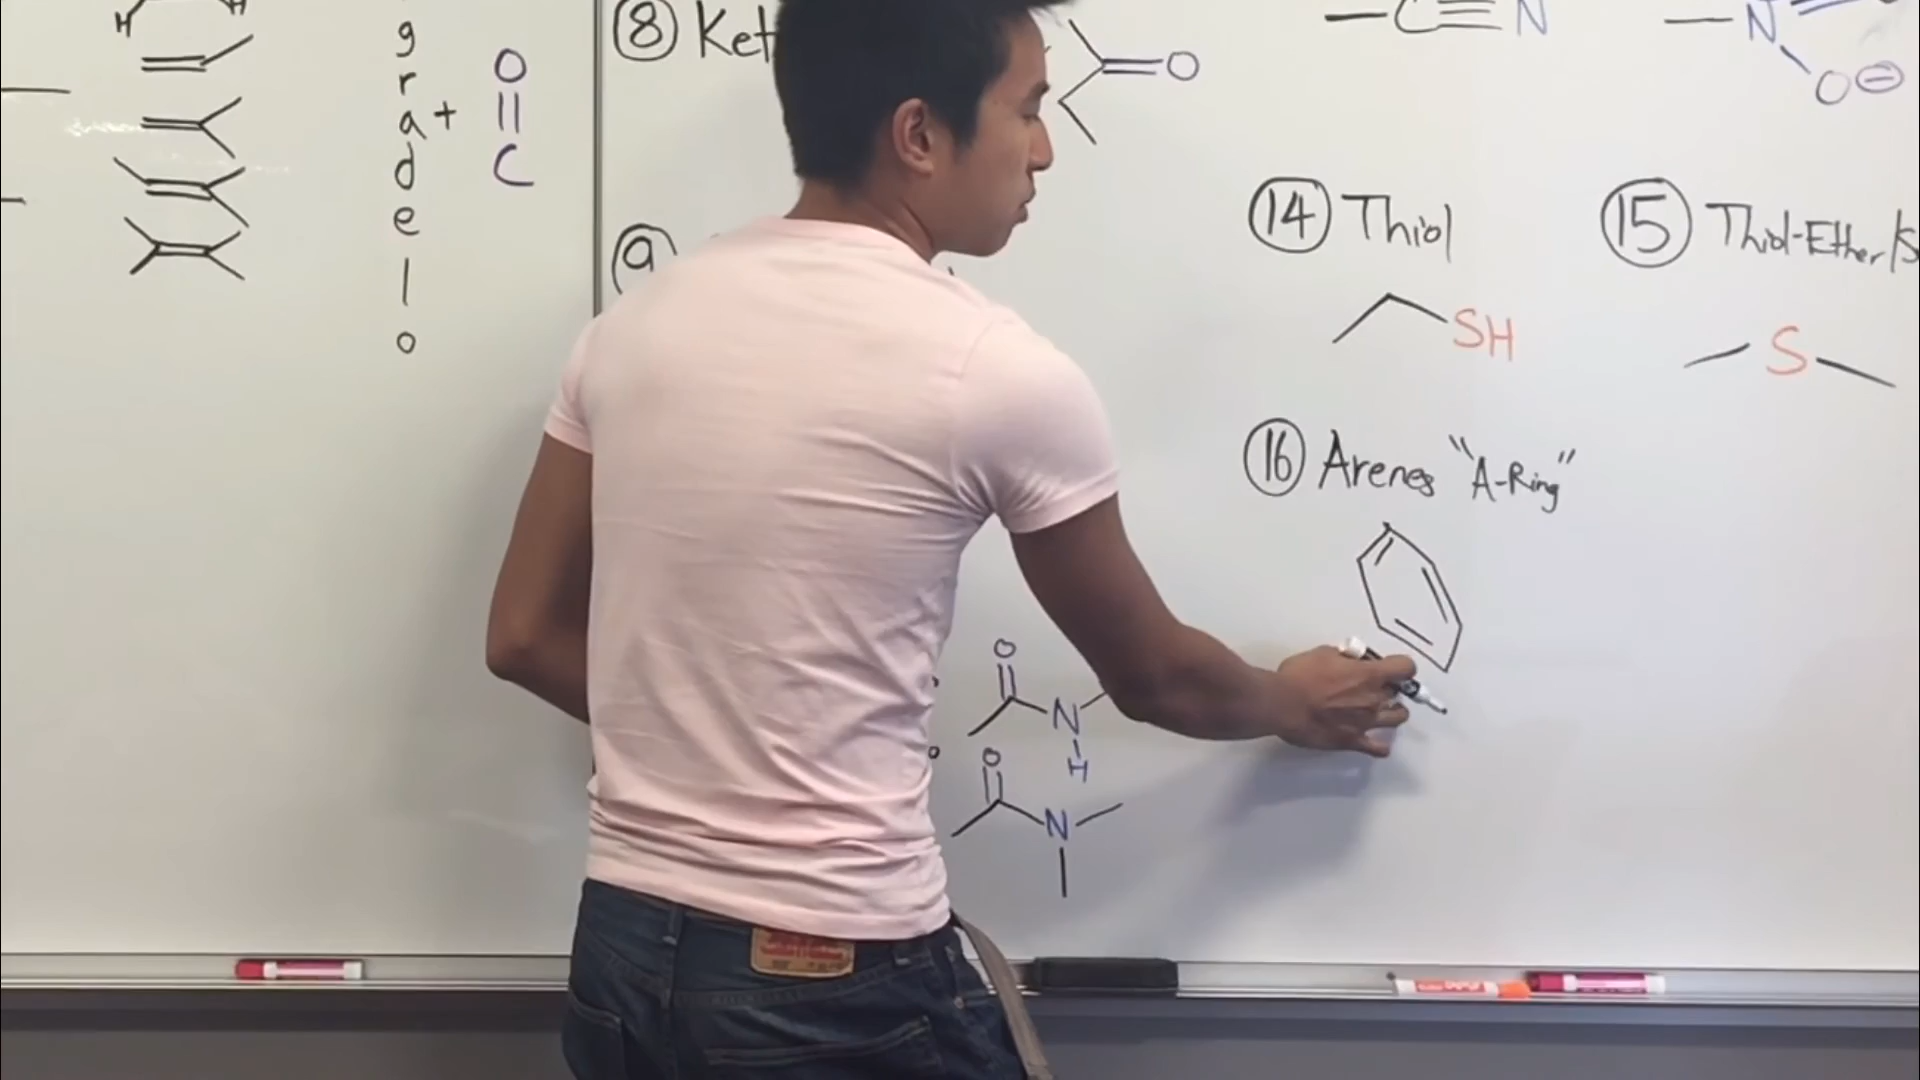 H H
g
r
a +
d
e
l
o
O
C
8 Ket
O
9
C≡N
N
O⊖
14 Thiol
SH
15 Thiol-Ether/S
S
16 Arenes "A-Ring"
O
N
H
O
N